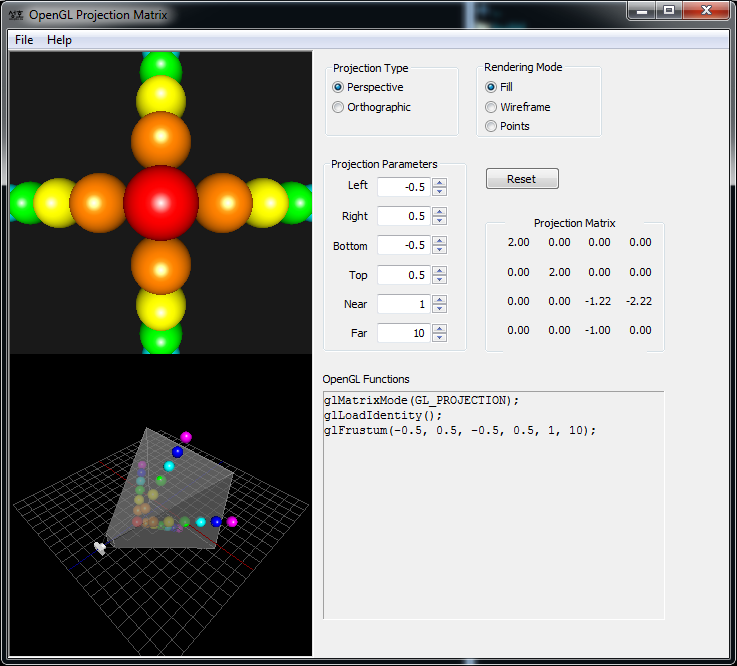 OpenGL Projection Matrix
File Help
Projection Type
Perspective
Orthographic
Rendering Mode
Fill
Wireframe
Points
Projection Parameters
Left -0.5
Right 0.5
Bottom -0.5
Top 0.5
Near 1
Far 10
Reset
Projection Matrix
2.00 0.00 0.00 0.00
0.00 2.00 0.00 0.00
0.00 0.00 -1.22 -2.22
0.00 0.00 -1.00 0.00
OpenGL Functions
glMatrixMode(GL_PROJECTION);
glLoadIdentity();
glFrustum(-0.5, 0.5, -0.5, 0.5, 1, 10);